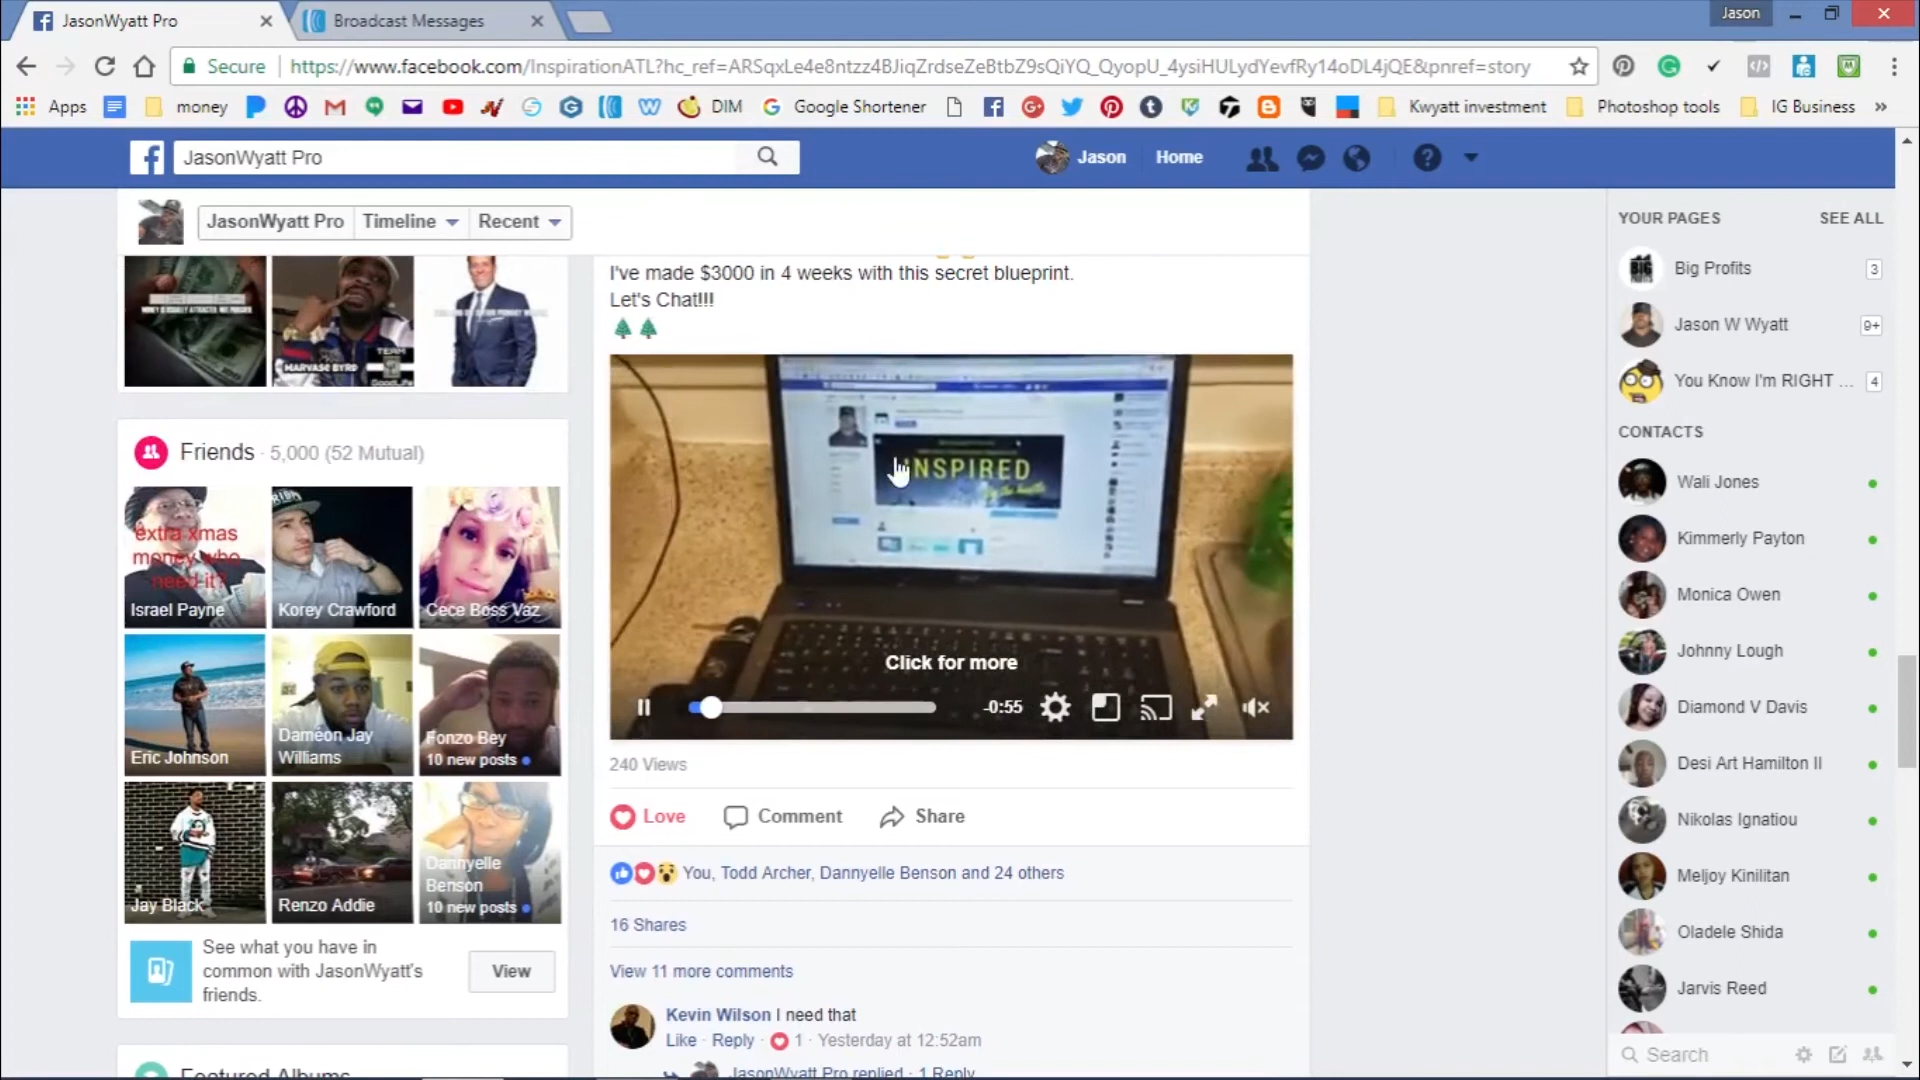 JasonWyatt Pro
Broadcast Messages
Jason
Secure
https://www.facebook.com/InspirationATL?hc_ref=ARSqxLe4e8ntzz4BJiqZrdseZeBtbZ9sQiYQ_QyopU_4ysiHULydYevfRy14oDL4jQE&pnref=story
Apps
money
DIM
Google Shortener
Kwyatt investment
Photoshop tools
IG Business
»
JasonWyatt Pro
Jason
Home
JasonWyatt Pro
Timeline
Recent
I've made $3000 in 4 weeks with this secret blueprint.
Let's Chat!!!
MARVASE BYRD
TEAM
GoodLife
Friends · 5,000 (52 Mutual)
extra xmas
money who
need it?
Israel Payne
Korey Crawford
Cece Boss Vaz
Eric Johnson
Dameon Jay
Williams
Fonzo Bey
10 new posts
Jay Black
Renzo Addie
Dannyelle
Benson
10 new posts
See what you have in
common with JasonWyatt's
friends.
View
Featured Albums
INSPIRED
Click for more
-0:55
240 Views
Love
Comment
Share
You, Todd Archer, Dannyelle Benson and 24 others
16 Shares
View 11 more comments
Kevin Wilson I need that
Like · Reply · 1 · Yesterday at 12:52am
JasonWyatt Pro replied · 1 Reply
YOUR PAGES
SEE ALL
BIG
Big Profits
3
Jason W Wyatt
9+
You Know I'm RIGHT ...
4
CONTACTS
Wali Jones
Kimmerly Payton
Monica Owen
Johnny Lough
Diamond V Davis
Desi Art Hamilton II
Nikolas Ignatiou
Meljoy Kinilitan
Oladele Shida
Jarvis Reed
Search